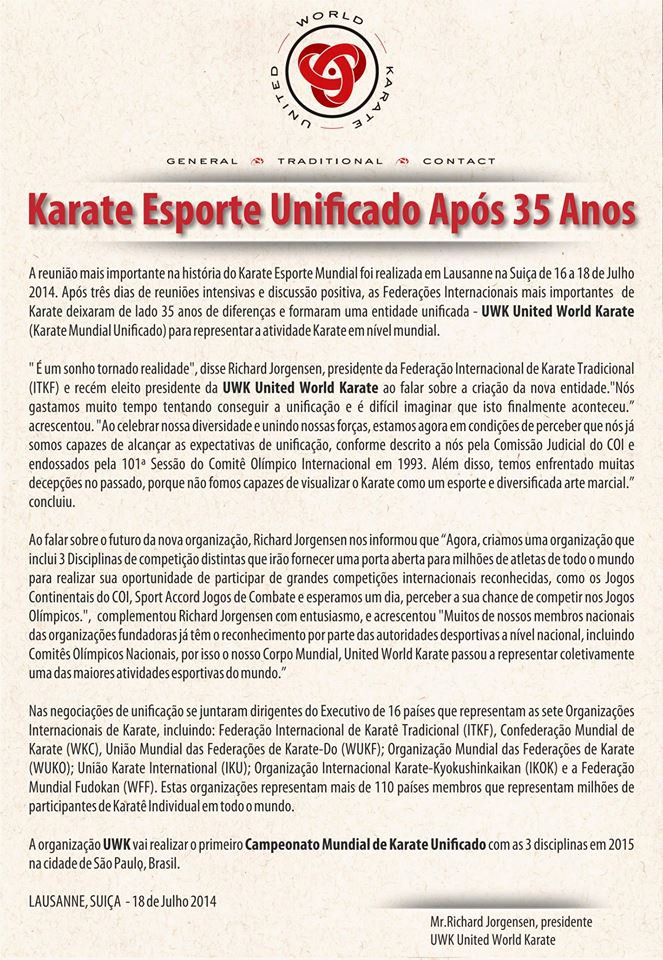 UNITED WORLD KARATE
GENERAL TRADITIONAL CONTACT
Karate Esporte Unificado Após 35 Anos
A reunião mais importante na história do Karate Esporte Mundial foi realizada em Lausanne na Suiça de 16 a 18 de Julho
2014. Após três dias de reuniões intensivas e discussão positiva, as Federações Internacionais mais importantes de
Karate deixaram de lado 35 anos de diferenças e formaram uma entidade unificada - UWK United World Karate
(Karate Mundial Unificado) para representar a atividade Karate em nível mundial.
" É um sonho tornado realidade", disse Richard Jorgensen, presidente da Federação Internacional de Karate Tradicional
(ITKF) e recém eleito presidente da UWK United World Karate ao falar sobre a criação da nova entidade."Nós
gastamos muito tempo tentando conseguir a unificação e é difícil imaginar que isto finalmente aconteceu.”
acrescentou. "Ao celebrar nossa diversidade e unindo nossas forças, estamos agora em condições de perceber que nós já
somos capazes de alcançar as expectativas de unificação, conforme descrito a nós pela Comissão Judicial do COI e
endossados pela 101ª Sessão do Comitê Olímpico Internacional em 1993. Além disso, temos enfrentado muitas
decepções no passado, porque não fomos capazes de visualizar o Karate como um esporte e diversificada arte marcial.”
concluiu.
Ao falar sobre o futuro da nova organização, Richard Jorgensen nos informou que “Agora, criamos uma organização que
inclui 3 Disciplinas de competição distintas que irão fornecer uma porta aberta para milhões de atletas de todo o mundo
para realizar sua oportunidade de participar de grandes competições internacionais reconhecidas, como os Jogos
Continentais do COI, Sport Accord Jogos de Combate e esperamos um dia, perceber a sua chance de competir nos Jogos
Olímpicos.", complementou Richard Jorgensen com entusiasmo, e acrescentou "Muitos de nossos membros nacionais
das organizações fundadoras já têm o reconhecimento por parte das autoridades desportivas a nível nacional, incluindo
Comitês Olímpicos Nacionais, por isso o nosso Corpo Mundial, United World Karate passou a representar coletivamente
uma das maiores atividades esportivas do mundo.”
Nas negociações de unificação se juntaram dirigentes do Executivo de 16 países que representam as sete Organizações
Internacionais de Karate, incluindo: Federação Internacional de Karatê Tradicional (ITKF), Confederação Mundial de
Karate (WKC), União Mundial das Federações de Karate-Do (WUKF); Organização Mundial das Federações de Karate
(WUKO); União Karate International (IKU); Organização Internacional Karate-Kyokushinkaikan (IKOK) e a Federação
Mundial Fudokan (WFF). Estas organizações representam mais de 110 países membros que representam milhões de
participantes de Karatê Individual em todo o mundo.
A organização UWK vai realizar o primeiro Campeonato Mundial de Karate Unificado com as 3 disciplinas em 2015
na cidade de São Paulo, Brasil.
LAUSANNE, SUIÇA - 18 de Julho 2014
Mr.Richard Jorgensen, presidente
UWK United World Karate